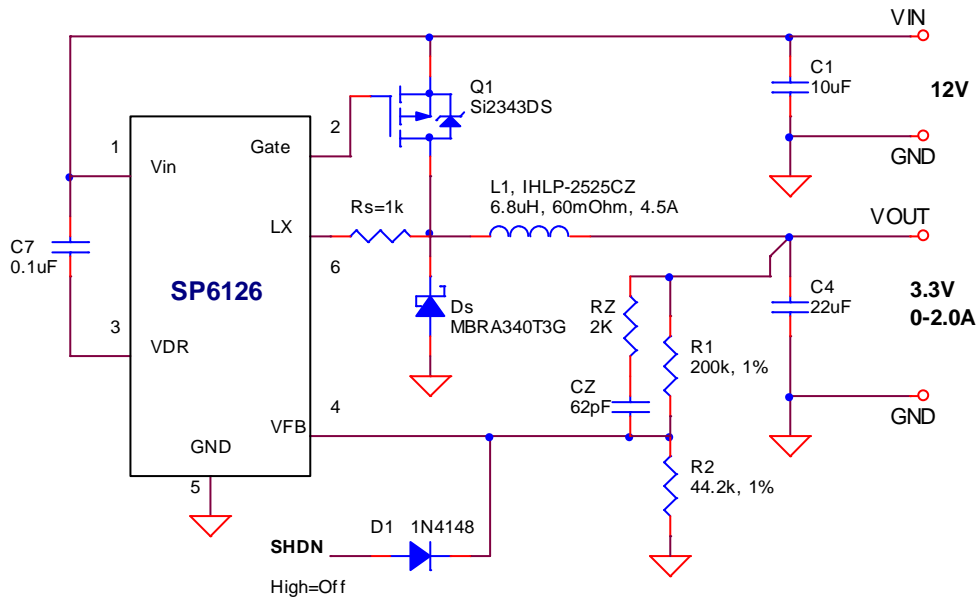 VIN
C1
10uF
12V
GND
Q1
Si2343DS
1
2
Vin
Gate
L1, IHLP-2525CZ
6.8uH, 60mOhm, 4.5A
VOUT
Rs=1k
LX
C7
0.1uF
6
SP6126
Ds
MBRA340T3G
RZ
2K
C4
22uF
3.3V
0-2.0A
3
VDR
R1
200k, 1%
CZ
62pF
4
VFB
GND
GND
5
R2
44.2k, 1%
D1 1N4148
SHDN
High=Off